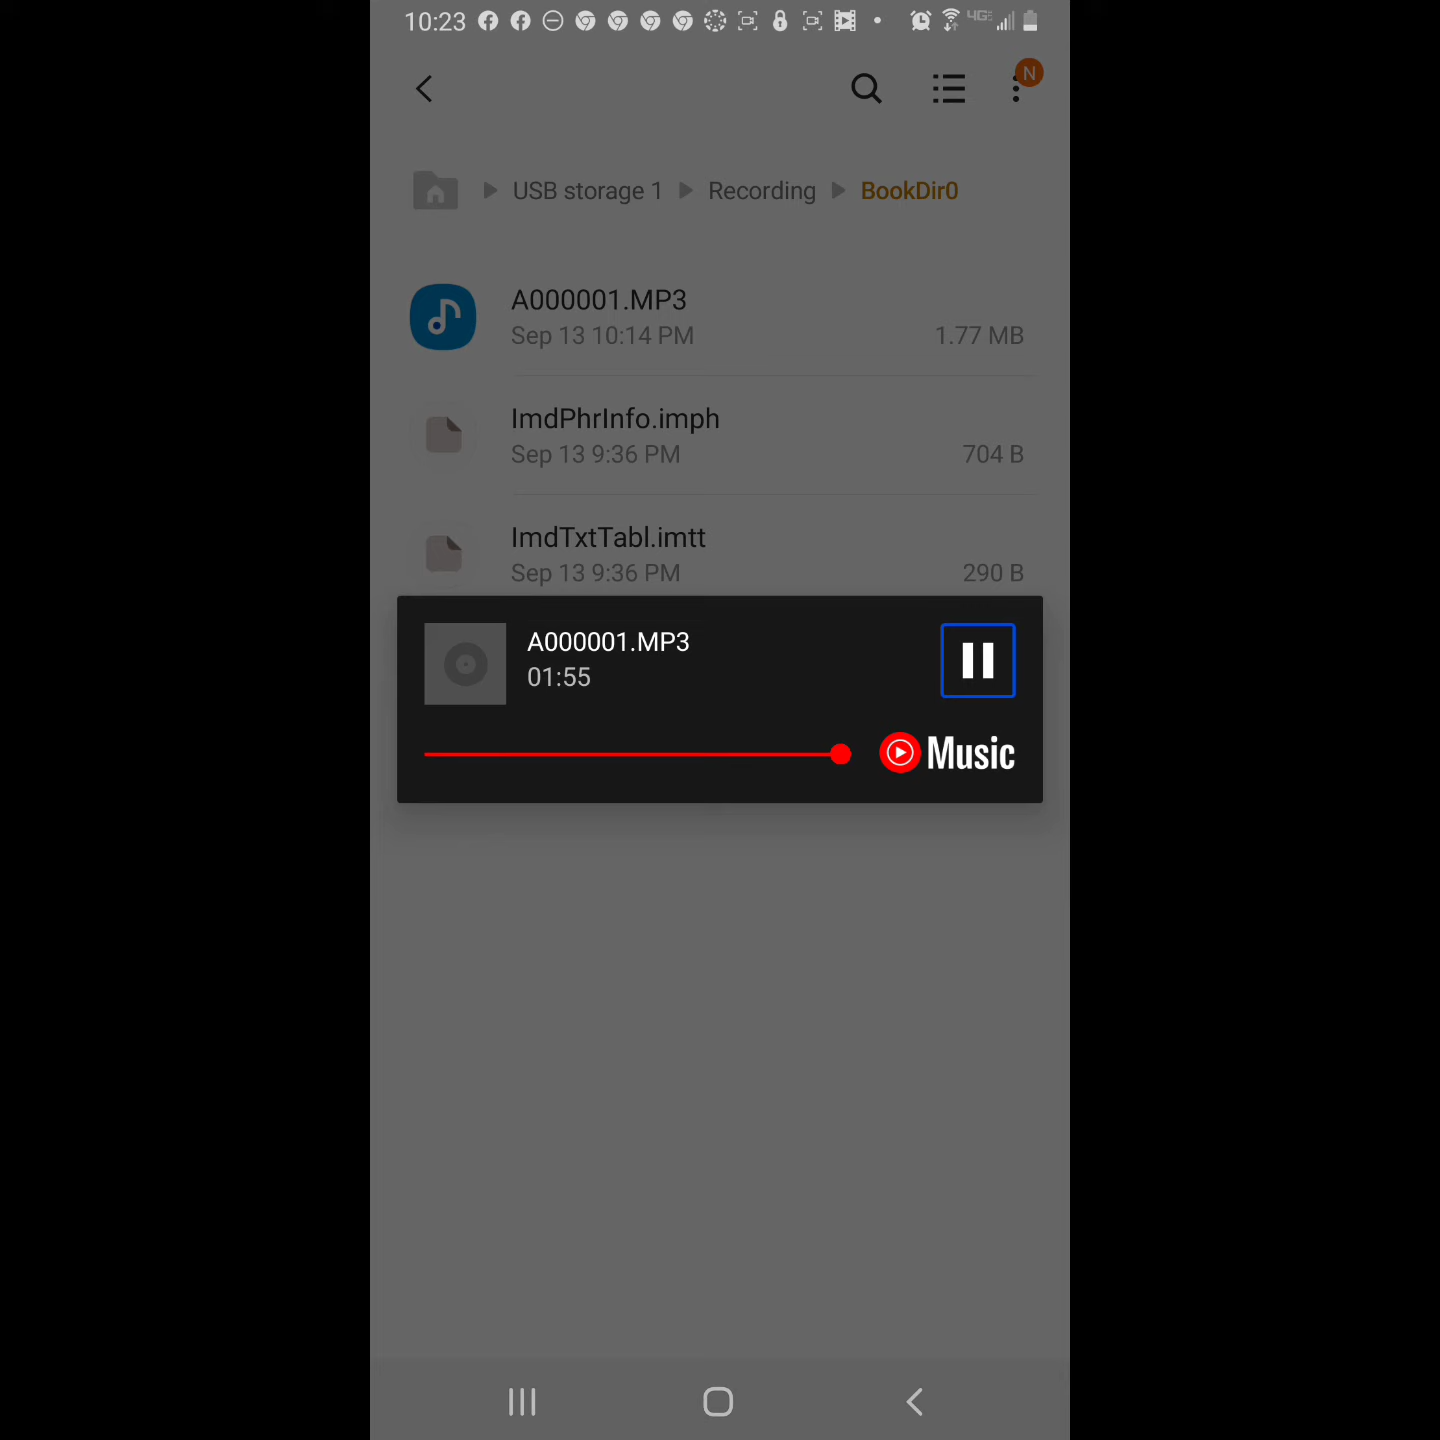 10:23 4G
N
USB storage 1 Recording BookDir0
A000001.MP3
Sep 13 10:14 PM 1.77 MB
ImdPhrInfo.imph
Sep 13 9:36 PM 704 B
ImdTxtTabl.imtt
Sep 13 9:36 PM 290 B
A000001.MP3
01:55
Music